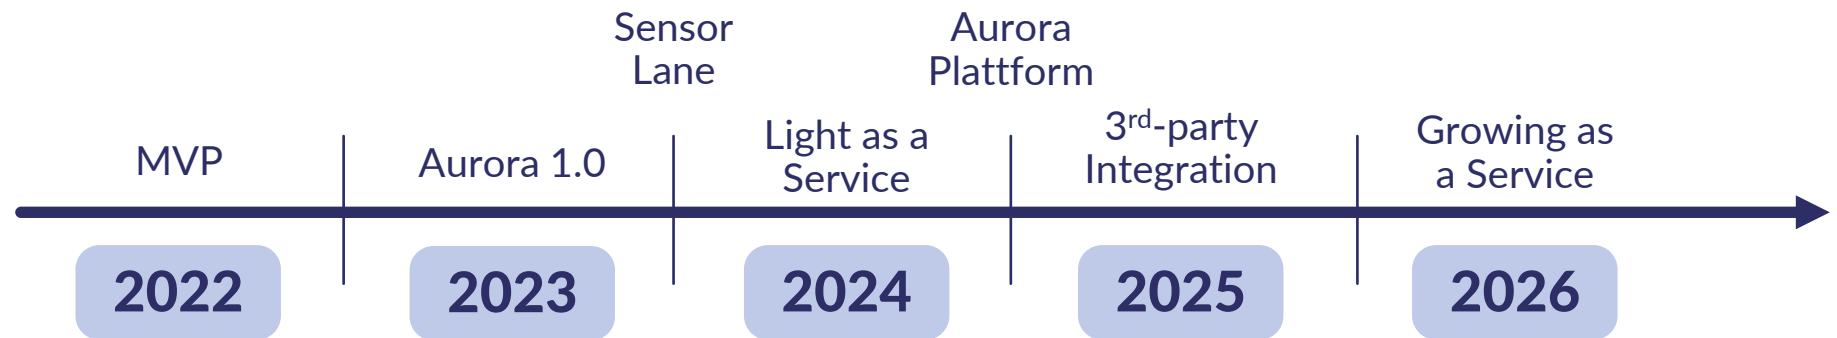 Sensor
Lane
Aurora
Plattform
MVP
Aurora 1.0
Light as a
Service
3rd-party
Integration
Growing as
a Service
2022
2023
2024
2025
2026